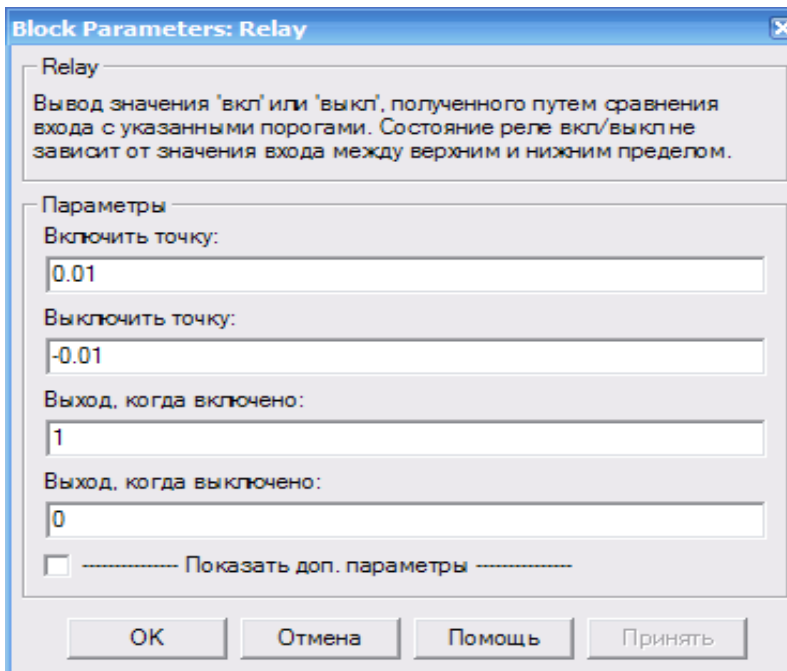 Block Parameters: Relay
Relay
Вывод значения 'вкл' или 'выкл', полученного путем сравнения
входа с указанными порогами. Состояние реле вкл/выкл не
зависит от значения входа между верхним и нижним пределом.
Параметры
Включить точку:
0.01
Выключить точку:
-0.01
Выход, когда включено:
1
Выход, когда выключено:
0
--------------- Показать доп. параметры ---------------
OK Отмена Помощь Принять